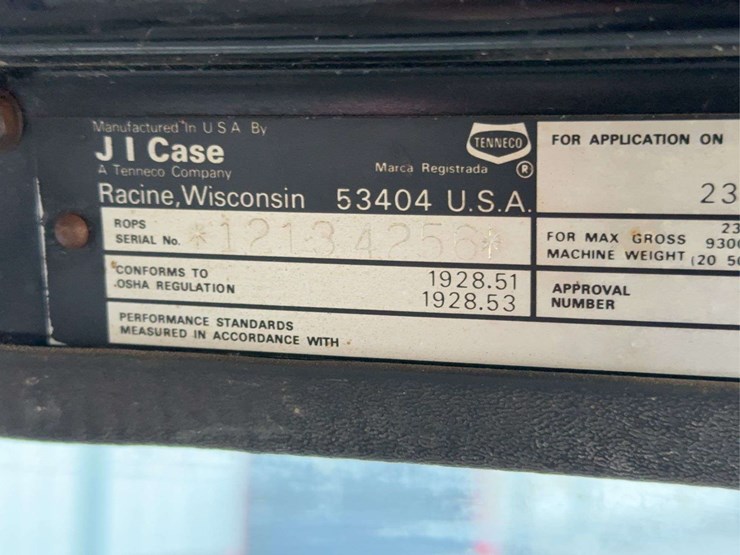 Manufactured In U S A By
J I Case
A Tenneco Company
TENNECO
Marca Registrada ®
Racine, Wisconsin 53404 U.S.A.
ROPS
SERIAL No. *12134256*
CONFORMS TO
OSHA REGULATION
1928.51
1928.53
PERFORMANCE STANDARDS
MEASURED IN ACCORDANCE WITH
FOR APPLICATION ON
23
FOR MAX GROSS
MACHINE WEIGHT
23
930
(20 5
APPROVAL
NUMBER